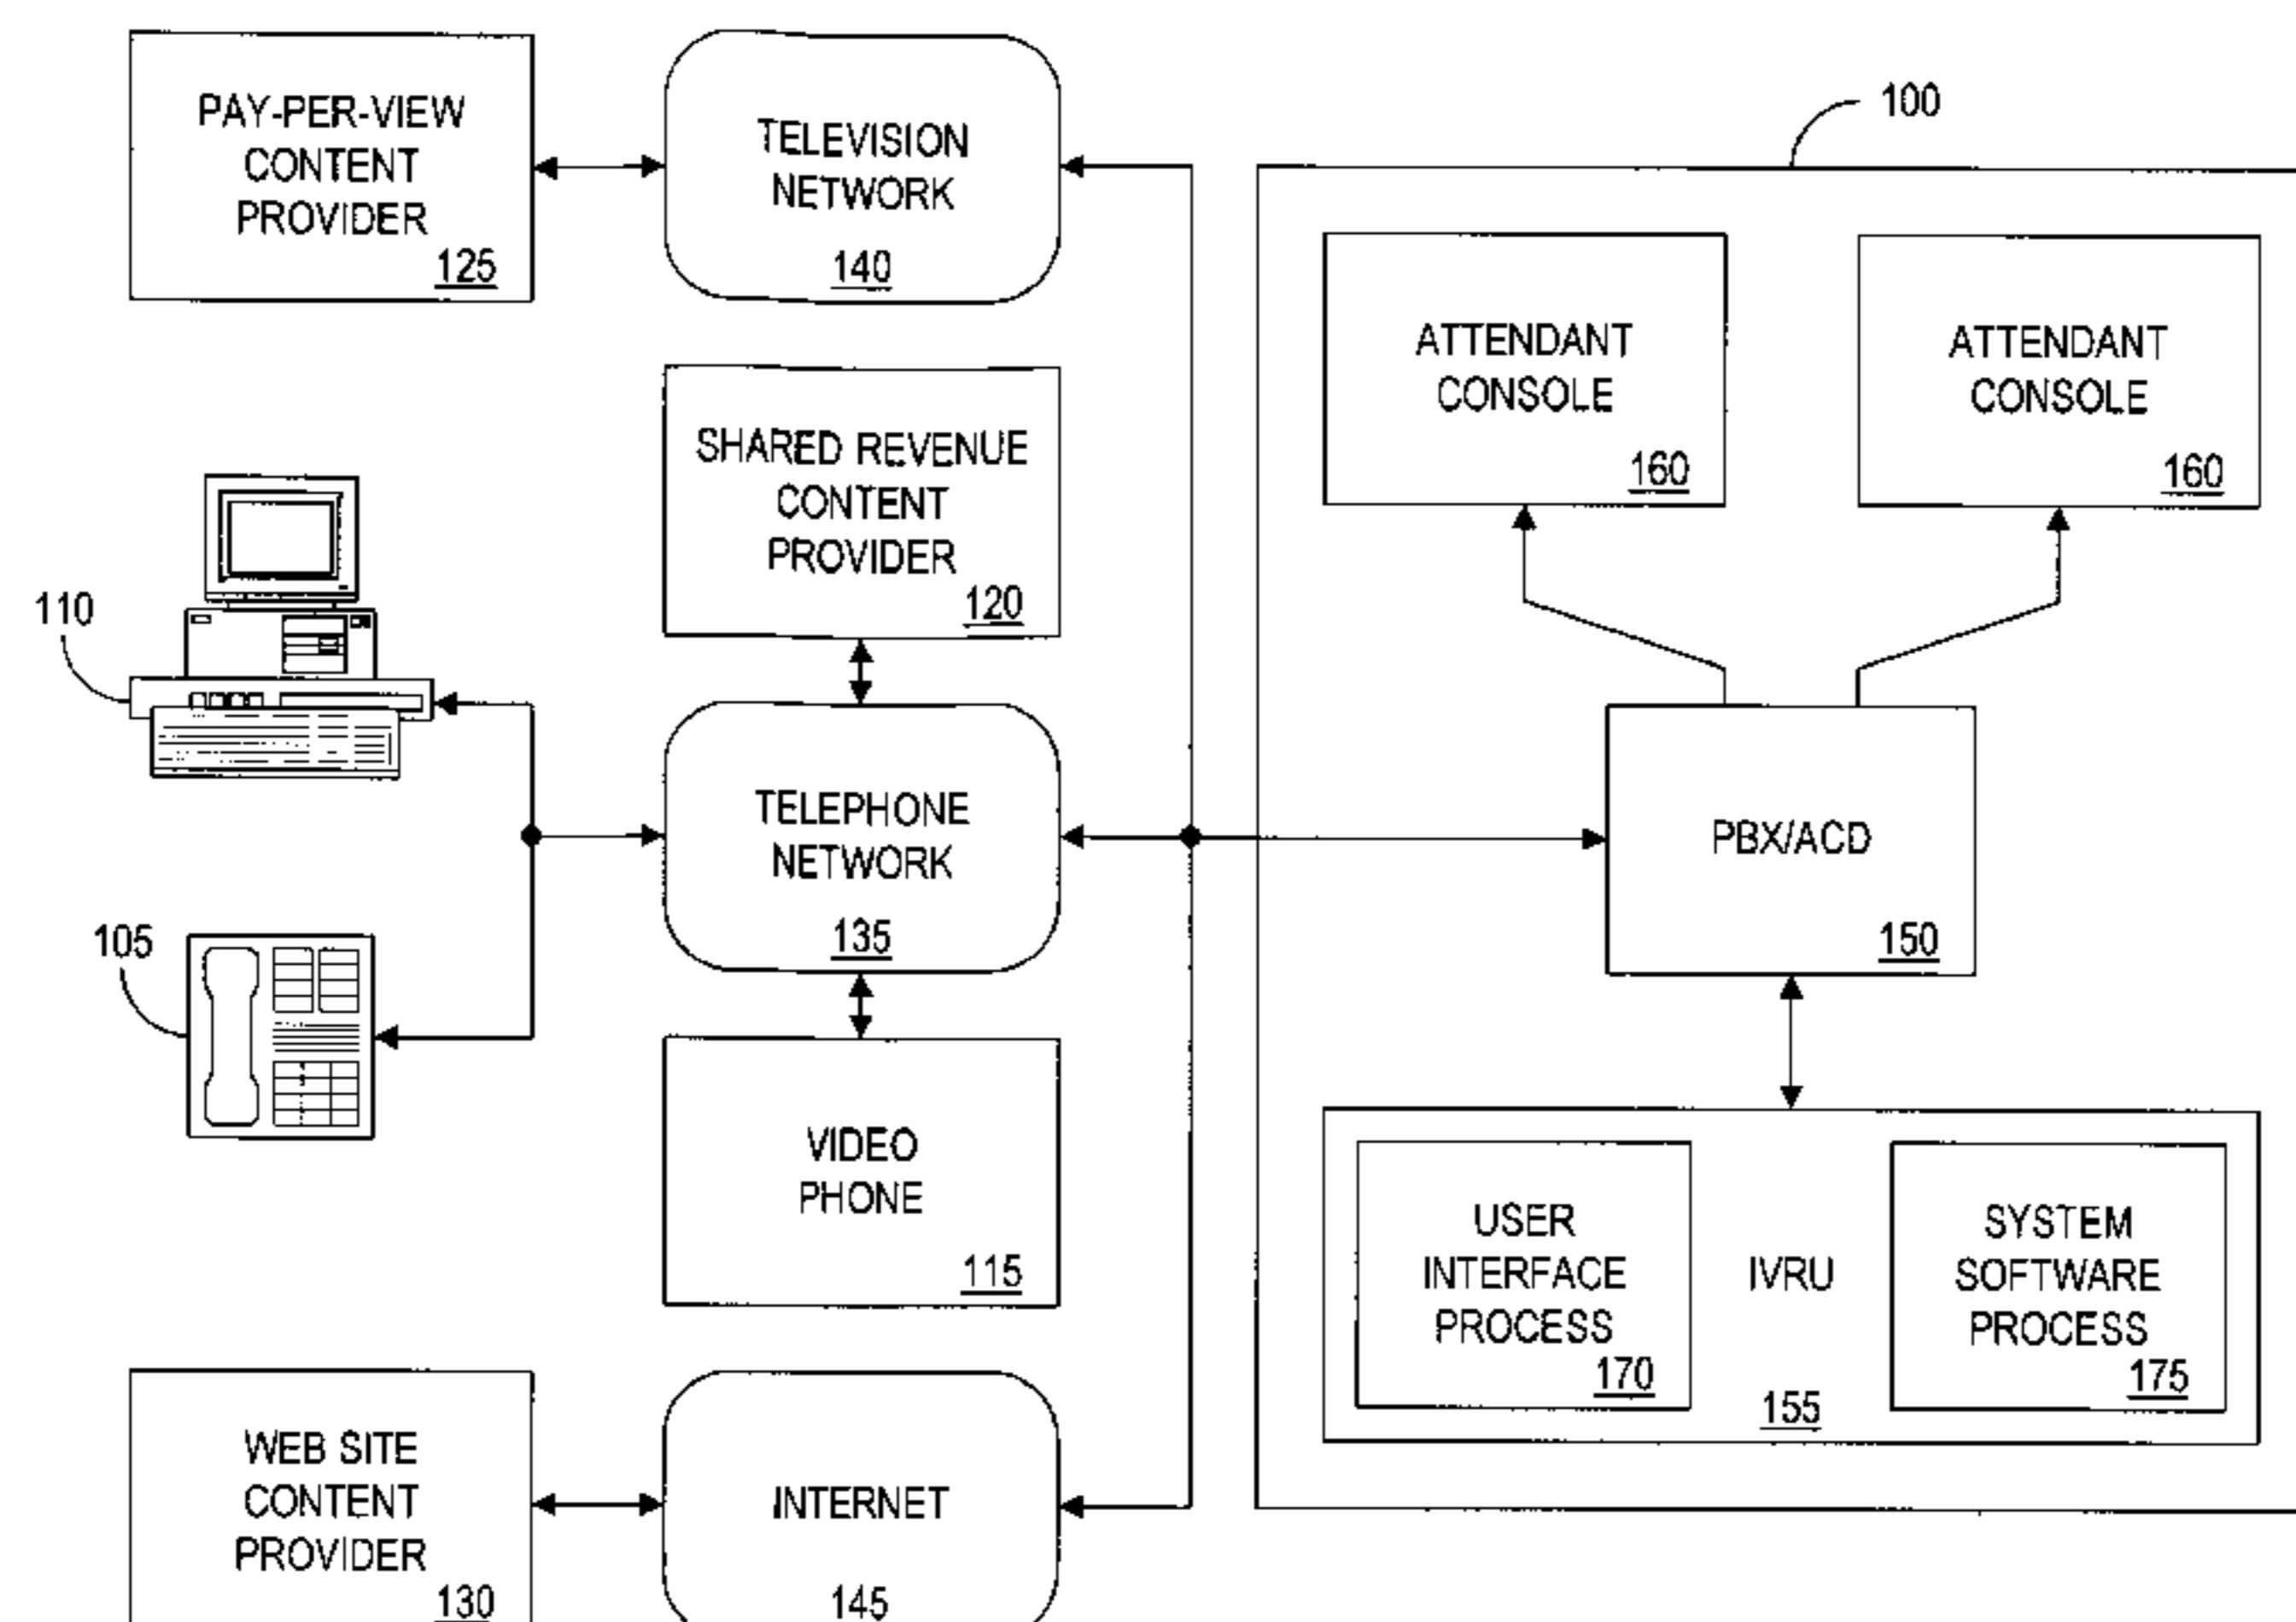 PAY-PER-VIEW
CONTENT
PROVIDER
125
TELEVISION
NETWORK
140
100
ATTENDANT
CONSOLE
160
ATTENDANT
CONSOLE
160
SHARED REVENUE
CONTENT
PROVIDER
120
110
TELEPHONE
NETWORK
135
PBX/ACD
150
105
VIDEO
PHONE
115
USER
INTERFACE
PROCESS
170
IVRU
155
SYSTEM
SOFTWARE
PROCESS
175
WEB SITE
CONTENT
PROVIDER
130
INTERNET
145